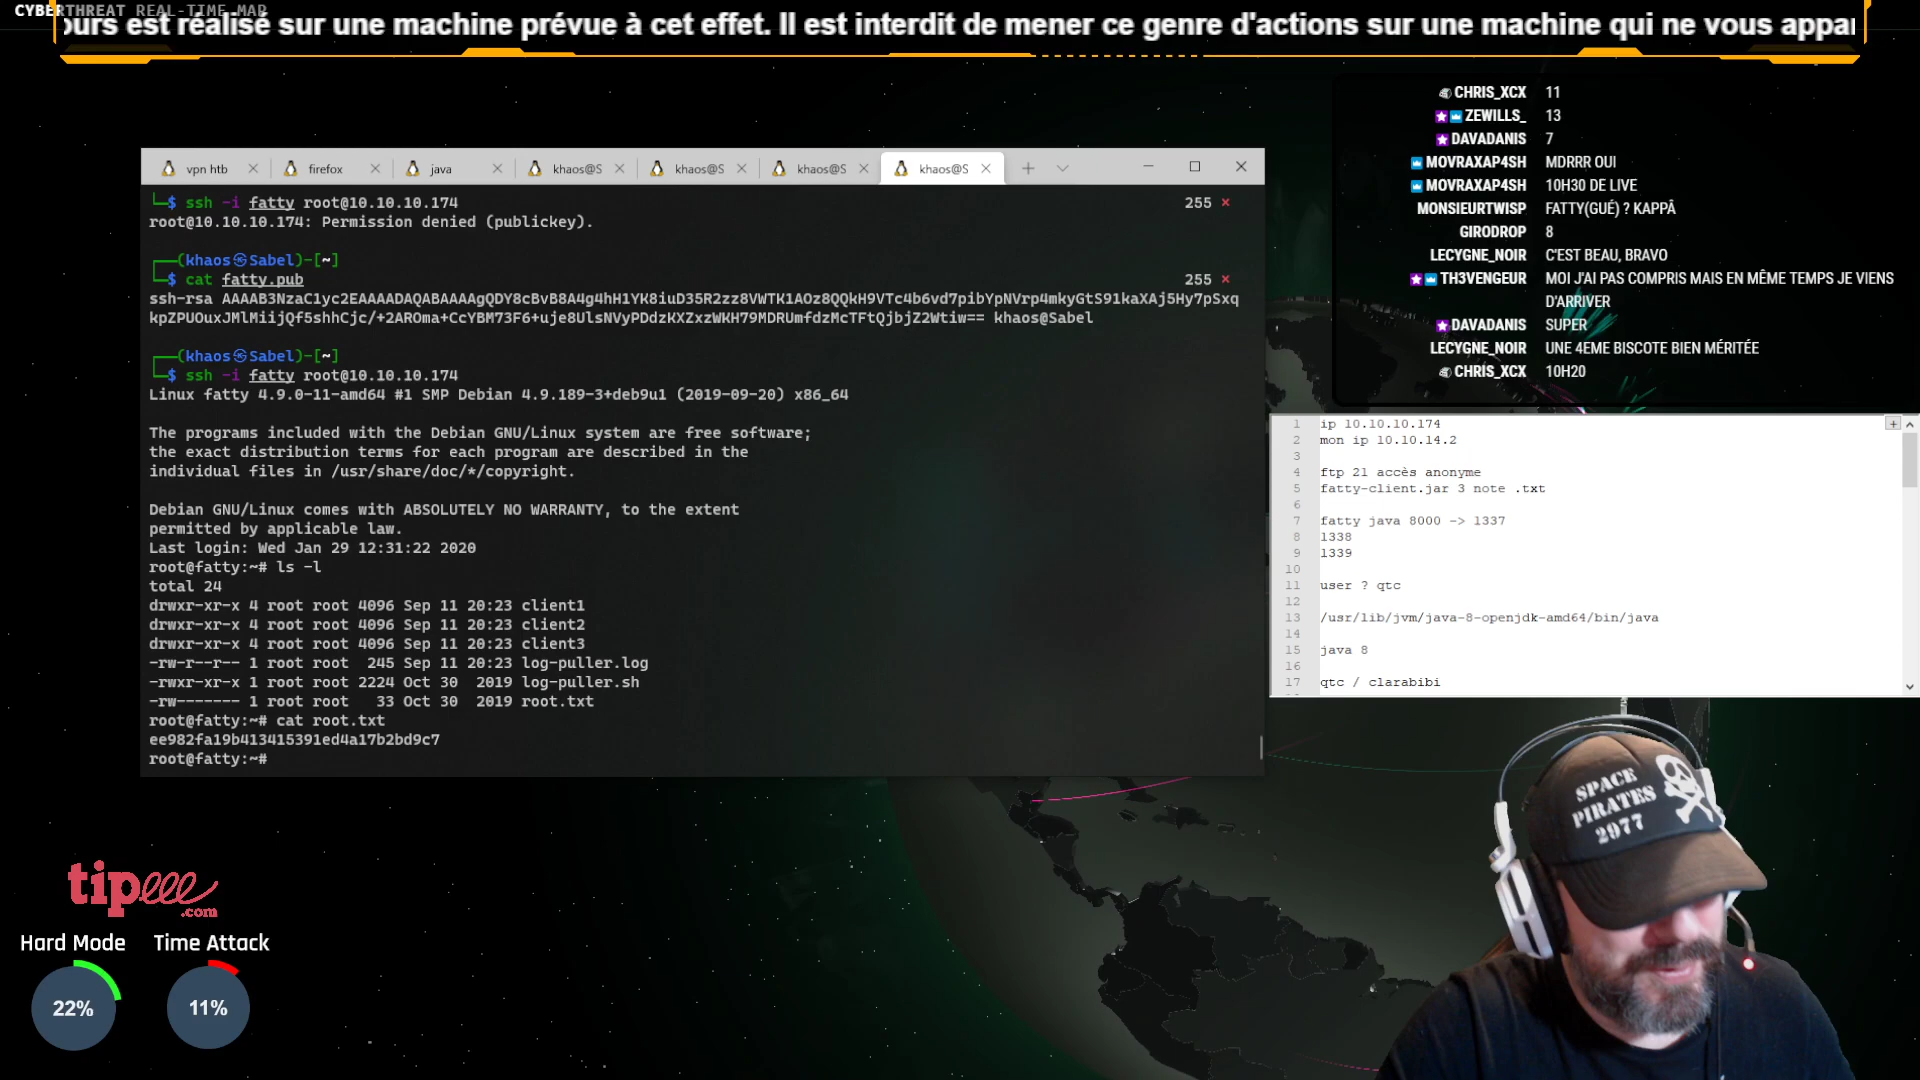 CYBERTHREAT REAL-TIME MAP
ours est réalisé sur une machine prévue à cet effet. Il est interdit de mener ce genre d'actions sur une machine qui ne vous appar
CHRIS_XCX 11
ZEWILLS_ 13
DAVADANIS 7
MOVRAXAP4SH MDRRR OUI
MOVRAXAP4SH 10H30 DE LIVE
MONSIEURTWISP FATTY(GUÉ) ? KAPPÂ
GIRODROP 8
LECYGNE_NOIR C'EST BEAU, BRAVO
TH3VENGEUR MOI J'AI PAS COMPRIS MAIS EN MÊME TEMPS JE VIENS
D'ARRIVER
DAVADANIS SUPER
LECYGNE_NOIR UNE 4EME BISCOTE BIEN MÉRITÉE
CHRIS_XCX 10H20
vpn htb firefox java khaos@S khaos@S khaos@S khaos@S
$ ssh -i fatty root@10.10.10.174 255 ×
root@10.10.10.174: Permission denied (publickey).
(khaos㉿Sabel)-[~]
$ cat fatty.pub 255 ×
ssh-rsa AAAAB3NzaC1yc2EAAAADAQABAAAAgQDY8cBvB8A4g4hH1YK8iuD35R2zz8VWTK1AOz8QQkH9VTc4b6vd7pibYpNVrp4mkyGtS91kaXAj5Hy7pSxq
kpZPUOuxJMlMiijQf5shhCjc/+2AROma+CcYBM73F6+uje8UlsNVyPDdzKXZxzWKH79MDRUmfdzMcTFtQjbjZ2Wtiw== khaos@Sabel
(khaos㉿Sabel)-[~]
$ ssh -i fatty root@10.10.10.174
Linux fatty 4.9.0-11-amd64 #1 SMP Debian 4.9.189-3+deb9u1 (2019-09-20) x86_64
The programs included with the Debian GNU/Linux system are free software;
the exact distribution terms for each program are described in the
individual files in /usr/share/doc/*/copyright.
Debian GNU/Linux comes with ABSOLUTELY NO WARRANTY, to the extent
permitted by applicable law.
Last login: Wed Jan 29 12:31:22 2020
root@fatty:~# ls -l
total 24
drwxr-xr-x 4 root root 4096 Sep 11 20:23 client1
drwxr-xr-x 4 root root 4096 Sep 11 20:23 client2
drwxr-xr-x 4 root root 4096 Sep 11 20:23 client3
-rw-r--r-- 1 root root 245 Sep 11 20:23 log-puller.log
-rwxr-xr-x 1 root root 2224 Oct 30 2019 log-puller.sh
-rw------- 1 root root 33 Oct 30 2019 root.txt
root@fatty:~# cat root.txt
ee982fa19b413415391ed4a17b2bd9c7
root@fatty:~#
1 ip 10.10.10.174
2 mon ip 10.10.14.2
3
4 ftp 21 accès anonyme
5 fatty-client.jar 3 note .txt
6
7 fatty java 8000 -> 1337
8 1338
9 1339
10
11 user ? qtc
12
13 /usr/lib/jvm/java-8-openjdk-amd64/bin/java
14
15 java 8
16
17 qtc / clarabibi
SPACE
PIRATES
2977
tipeee
.com
Hard Mode Time Attack
22% 11%